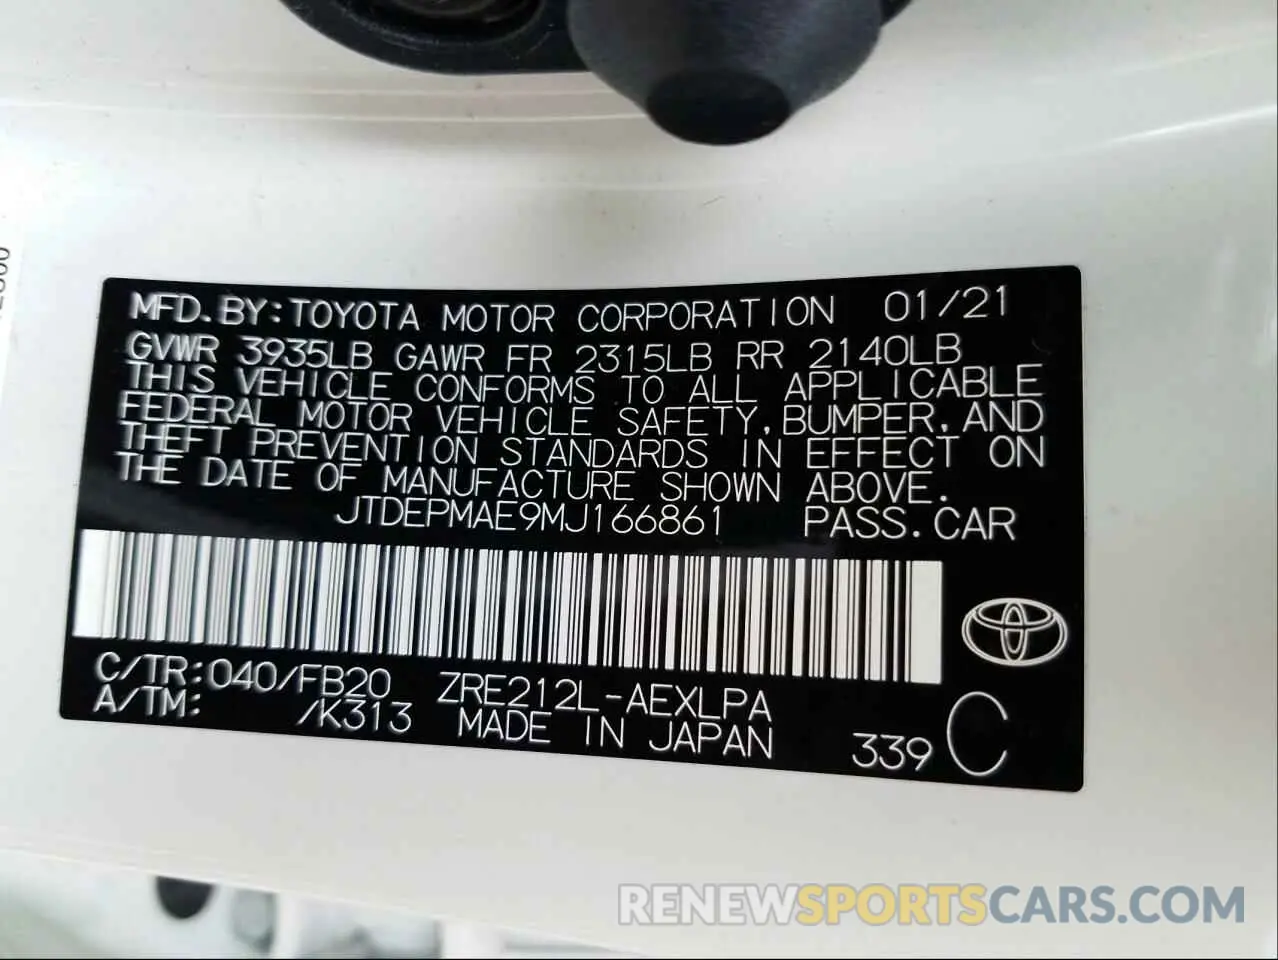 MFD. BY: TOYOTA MOTOR CORPORATION 01/21
GVWR 3935LB GAWR FR 2315LB RR 2140LB
THIS VEHICLE CONFORMS TO ALL APPLICABLE
FEDERAL MOTOR VEHICLE SAFETY, BUMPER, AND
THEFT PREVENTION STANDARDS IN EFFECT ON
THE DATE OF MANUFACTURE SHOWN ABOVE.
JTDEPMAE9MJ166861 PASS. CAR
C/TR: 040/FB20 ZRE212L-AEXLPA
A/TM: /K313 MADE IN JAPAN 339 C
RENEWSPORTSCARS.COM